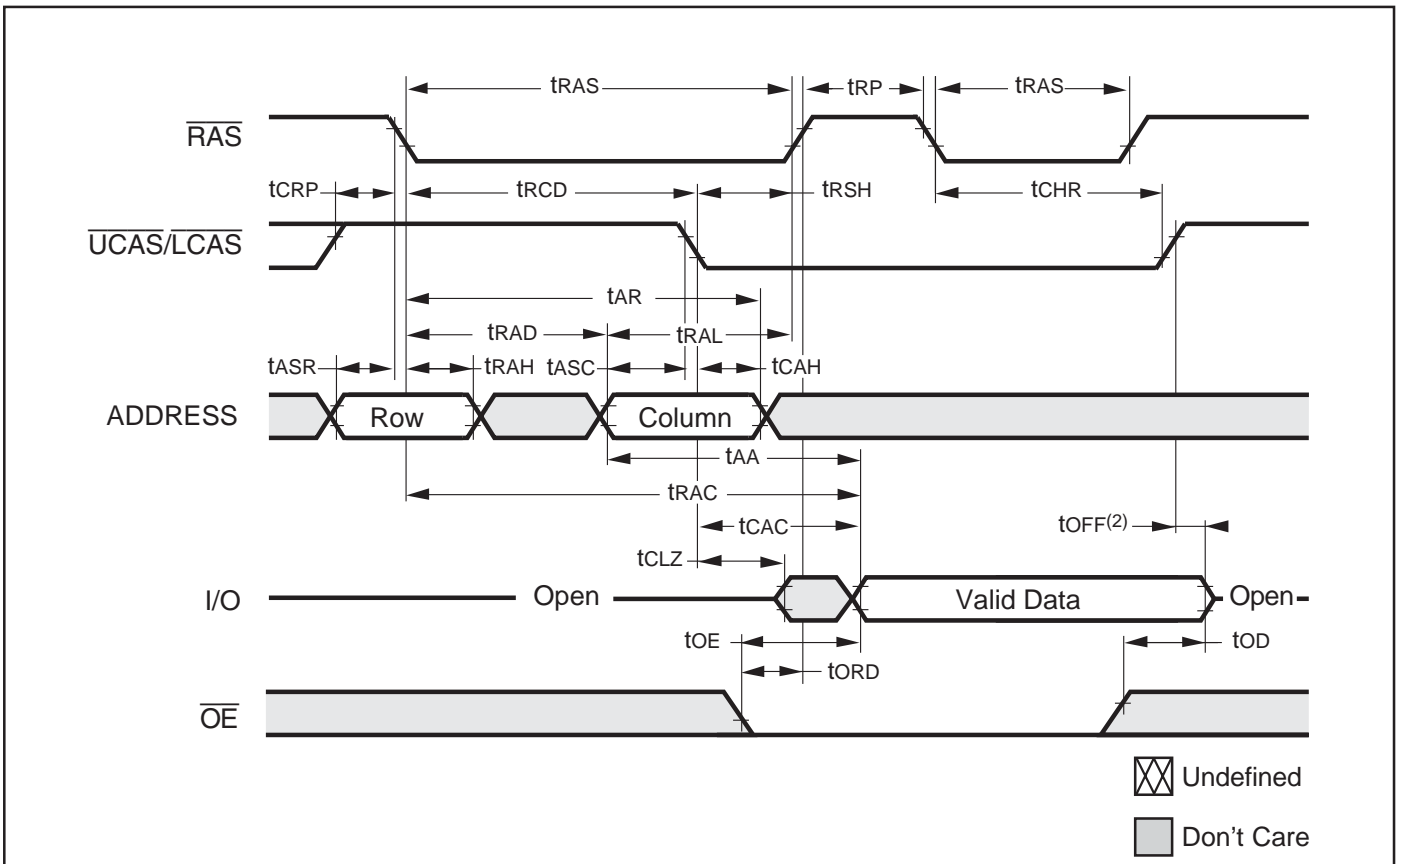 tRAS tRP tRAS
RAS
tCRP tRCD tRSH tCHR
UCAS/LCAS
tAR
tRAD tRAL
tASR tRAH tASC tCAH
ADDRESS Row Column
tAA
tRAC
tCAC tOFF(2)
tCLZ
I/O Open Valid Data Open
tOE tOD
tORD
OE
Undefined
Don't Care